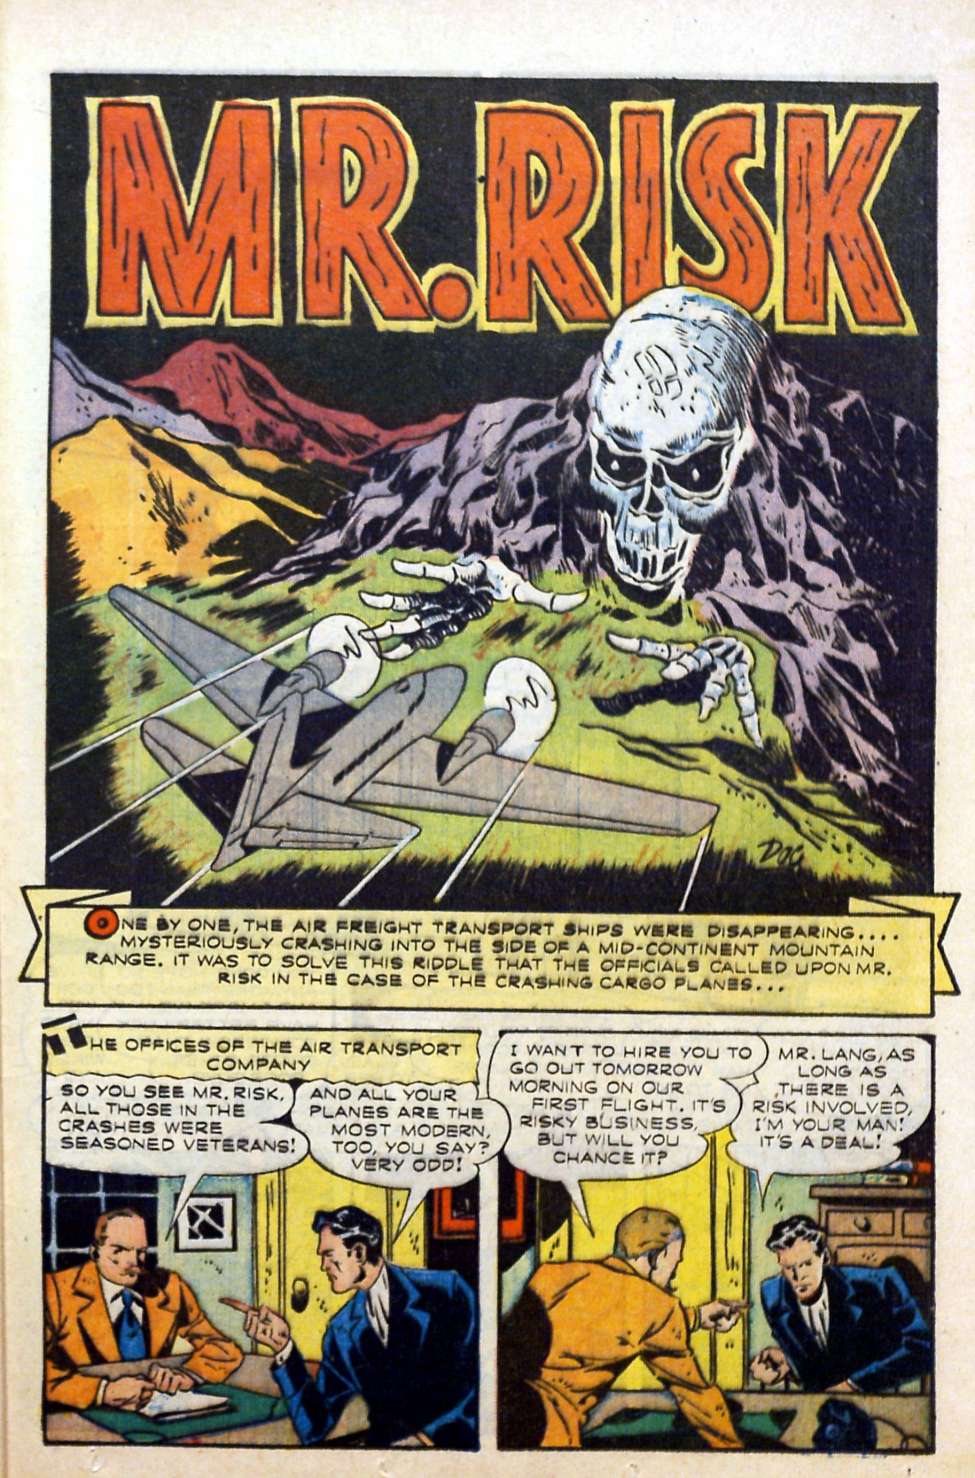 MR. RISK
DOC
ONE BY ONE, THE AIR FREIGHT TRANSPORT SHIPS WERE DISAPPEARING....
MYSTERIOUSLY CRASHING INTO THE SIDE OF A MID-CONTINENT MOUNTAIN
RANGE. IT WAS TO SOLVE THIS RIDDLE THAT THE OFFICIALS CALLED UPON MR.
RISK IN THE CASE OF THE CRASHING CARGO PLANES...
THE OFFICES OF THE AIR TRANSPORT
COMPANY
SO YOU SEE MR. RISK,
ALL THOSE IN THE
CRASHES WERE
SEASONED VETERANS!
AND ALL YOUR
PLANES ARE THE
MOST MODERN,
TOO, YOU SAY?
VERY ODD!
I WANT TO HIRE YOU TO
GO OUT TOMORROW
MORNING ON OUR
FIRST FLIGHT. IT'S
RISKY BUSINESS,
BUT WILL YOU
CHANCE IT?
MR. LANG, AS
LONG AS
THERE IS A
RISK INVOLVED,
I'M YOUR MAN!
IT'S A DEAL!